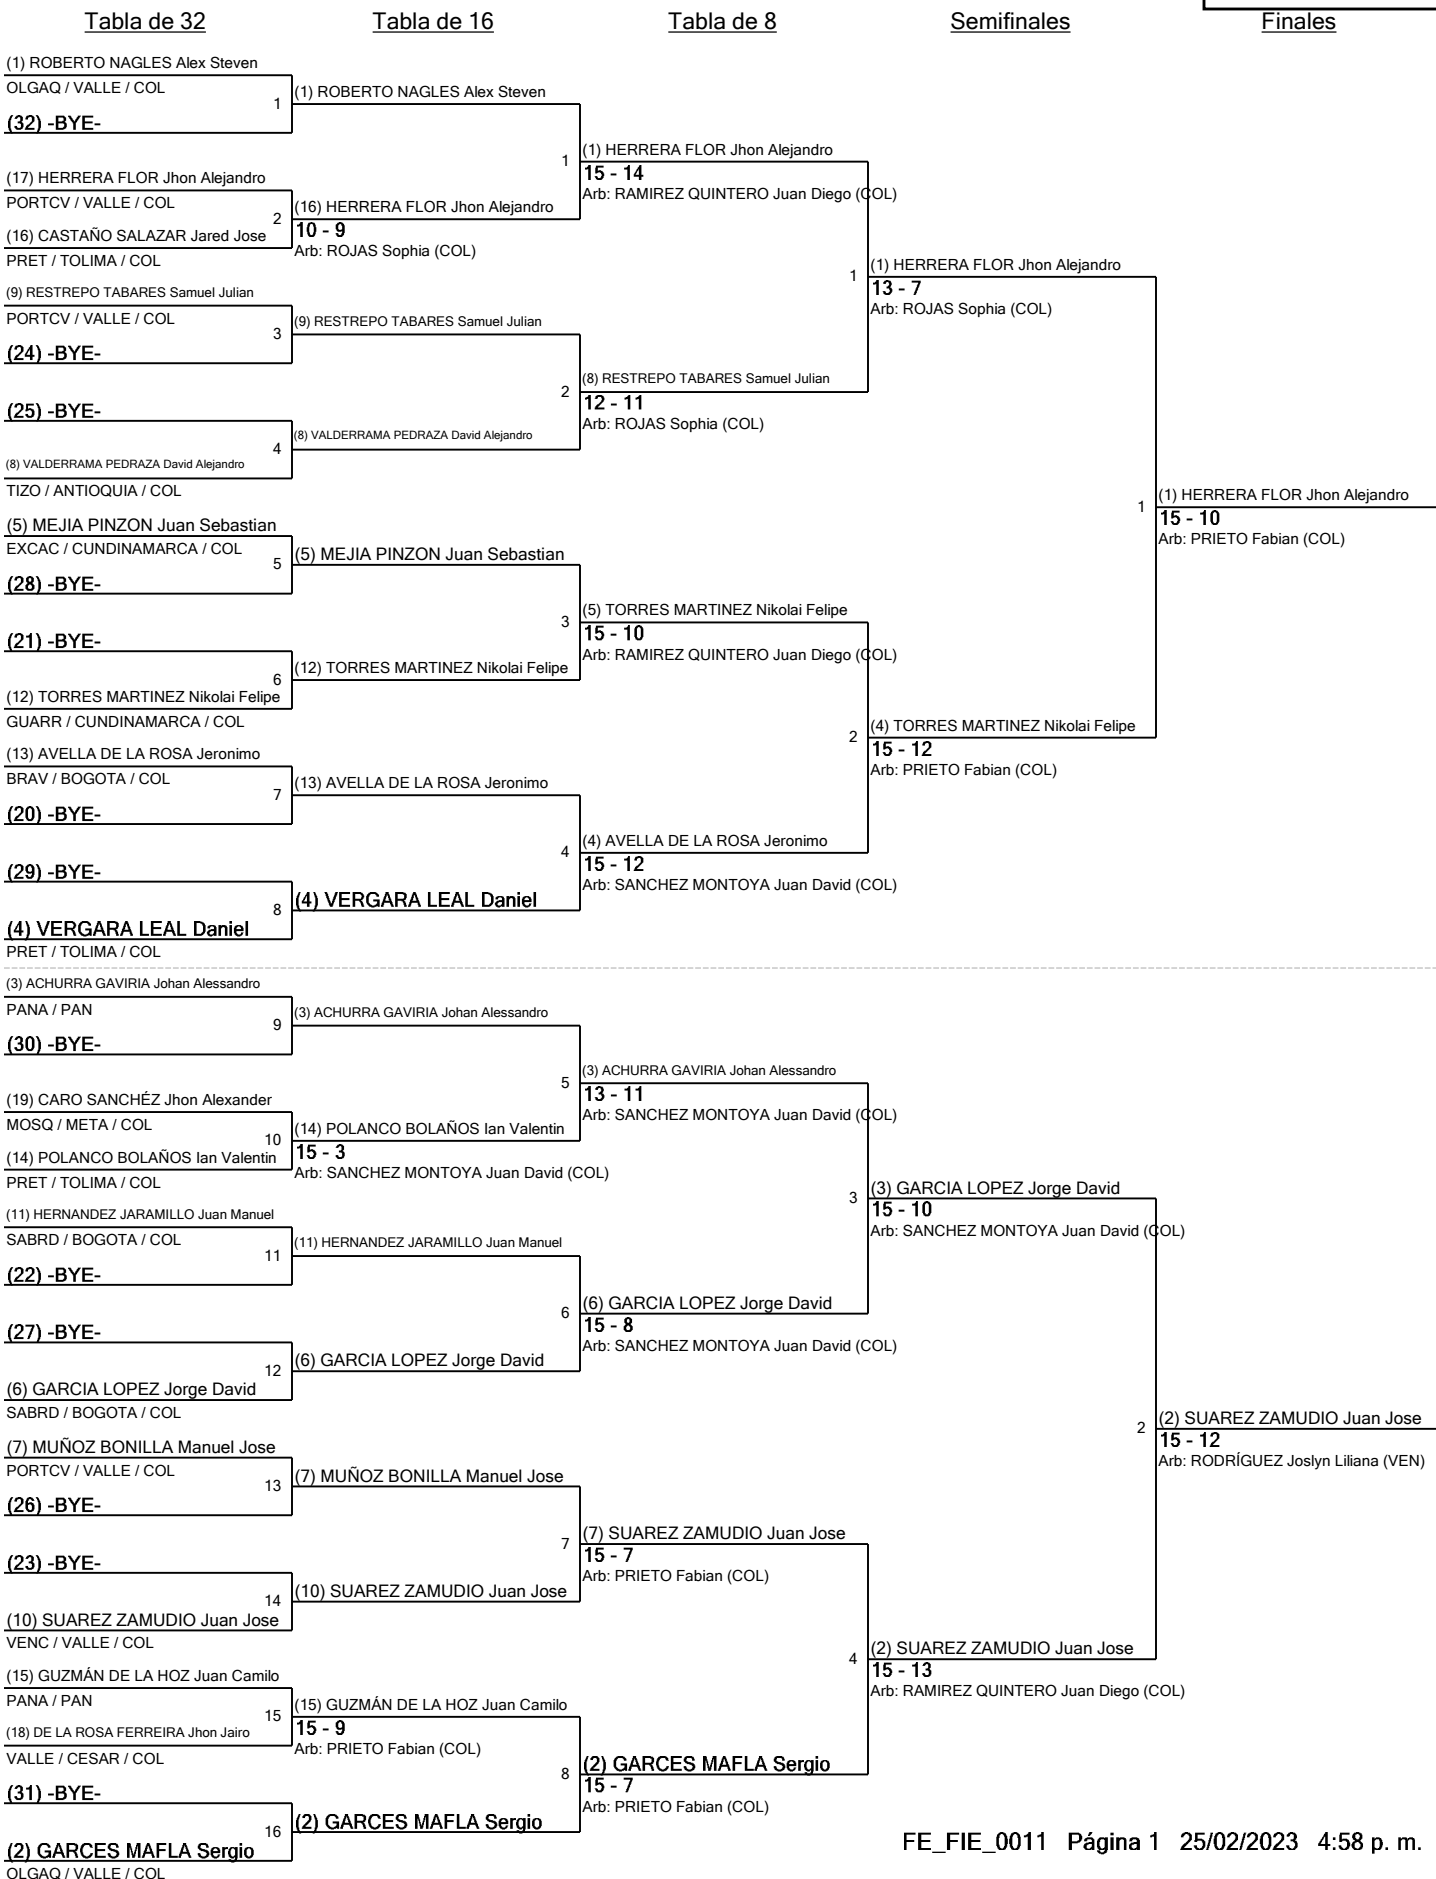 Tabla de 32
Tabla de 16
Tabla de 8
Semifinales
Finales
(1) ROBERTO NAGLES Alex Steven
OLGAQ / VALLE / COL
1
(32) -BYE-
(17) HERRERA FLOR Jhon Alejandro
PORTCV / VALLE / COL
2
(16) CASTAÑO SALAZAR Jared Jose
PRET / TOLIMA / COL
(9) RESTREPO TABARES Samuel Julian
PORTCV / VALLE / COL
3
(24) -BYE-
(25) -BYE-
4
(8) VALDERRAMA PEDRAZA David Alejandro
TIZO / ANTIOQUIA / COL
(5) MEJIA PINZON Juan Sebastian
EXCAC / CUNDINAMARCA / COL
5
(28) -BYE-
(21) -BYE-
6
(12) TORRES MARTINEZ Nikolai Felipe
GUARR / CUNDINAMARCA / COL
(13) AVELLA DE LA ROSA Jeronimo
BRAV / BOGOTA / COL
7
(20) -BYE-
(29) -BYE-
8
(4) VERGARA LEAL Daniel
PRET / TOLIMA / COL
(3) ACHURRA GAVIRIA Johan Alessandro
PANA / PAN
9
(30) -BYE-
(19) CARO SANCHÉZ Jhon Alexander
MOSQ / META / COL
10
(14) POLANCO BOLAÑOS Ian Valentin
PRET / TOLIMA / COL
(11) HERNANDEZ JARAMILLO Juan Manuel
SABRD / BOGOTA / COL
11
(22) -BYE-
(27) -BYE-
12
(6) GARCIA LOPEZ Jorge David
SABRD / BOGOTA / COL
(7) MUÑOZ BONILLA Manuel Jose
PORTCV / VALLE / COL
13
(26) -BYE-
(23) -BYE-
14
(10) SUAREZ ZAMUDIO Juan Jose
VENC / VALLE / COL
(15) GUZMÁN DE LA HOZ Juan Camilo
PANA / PAN
15
(18) DE LA ROSA FERREIRA Jhon Jairo
VALLE / CESAR / COL
(31) -BYE-
16
(2) GARCES MAFLA Sergio
OLGAQ / VALLE / COL
(1) ROBERTO NAGLES Alex Steven
1
(16) HERRERA FLOR Jhon Alejandro
10 - 9
Arb: ROJAS Sophia (COL)
(9) RESTREPO TABARES Samuel Julian
2
(8) VALDERRAMA PEDRAZA David Alejandro
(5) MEJIA PINZON Juan Sebastian
3
(12) TORRES MARTINEZ Nikolai Felipe
(13) AVELLA DE LA ROSA Jeronimo
4
(4) VERGARA LEAL Daniel
(3) ACHURRA GAVIRIA Johan Alessandro
5
(14) POLANCO BOLAÑOS Ian Valentin
15 - 3
Arb: SANCHEZ MONTOYA Juan David (COL)
(11) HERNANDEZ JARAMILLO Juan Manuel
6
(6) GARCIA LOPEZ Jorge David
(7) MUÑOZ BONILLA Manuel Jose
7
(10) SUAREZ ZAMUDIO Juan Jose
(15) GUZMÁN DE LA HOZ Juan Camilo
15 - 9
Arb: PRIETO Fabian (COL)
8
(2) GARCES MAFLA Sergio
(1) HERRERA FLOR Jhon Alejandro
15 - 14
Arb: RAMIREZ QUINTERO Juan Diego (COL)
1
(8) RESTREPO TABARES Samuel Julian
12 - 11
Arb: ROJAS Sophia (COL)
(5) TORRES MARTINEZ Nikolai Felipe
15 - 10
Arb: RAMIREZ QUINTERO Juan Diego (COL)
2
(4) AVELLA DE LA ROSA Jeronimo
15 - 12
Arb: SANCHEZ MONTOYA Juan David (COL)
(3) ACHURRA GAVIRIA Johan Alessandro
13 - 11
Arb: SANCHEZ MONTOYA Juan David (COL)
3
(6) GARCIA LOPEZ Jorge David
15 - 8
Arb: SANCHEZ MONTOYA Juan David (COL)
(7) SUAREZ ZAMUDIO Juan Jose
15 - 7
Arb: PRIETO Fabian (COL)
4
(2) GARCES MAFLA Sergio
15 - 7
Arb: PRIETO Fabian (COL)
(1) HERRERA FLOR Jhon Alejandro
13 - 7
Arb: ROJAS Sophia (COL)
1
(4) TORRES MARTINEZ Nikolai Felipe
15 - 12
Arb: PRIETO Fabian (COL)
(3) GARCIA LOPEZ Jorge David
15 - 10
Arb: SANCHEZ MONTOYA Juan David (COL)
2
(2) SUAREZ ZAMUDIO Juan Jose
15 - 13
Arb: RAMIREZ QUINTERO Juan Diego (COL)
(1) HERRERA FLOR Jhon Alejandro
15 - 10
Arb: PRIETO Fabian (COL)
(2) SUAREZ ZAMUDIO Juan Jose
15 - 12
Arb: RODRÍGUEZ Joslyn Liliana (VEN)
FE_FIE_0011 Página 1 25/02/2023 4:58 p. m.